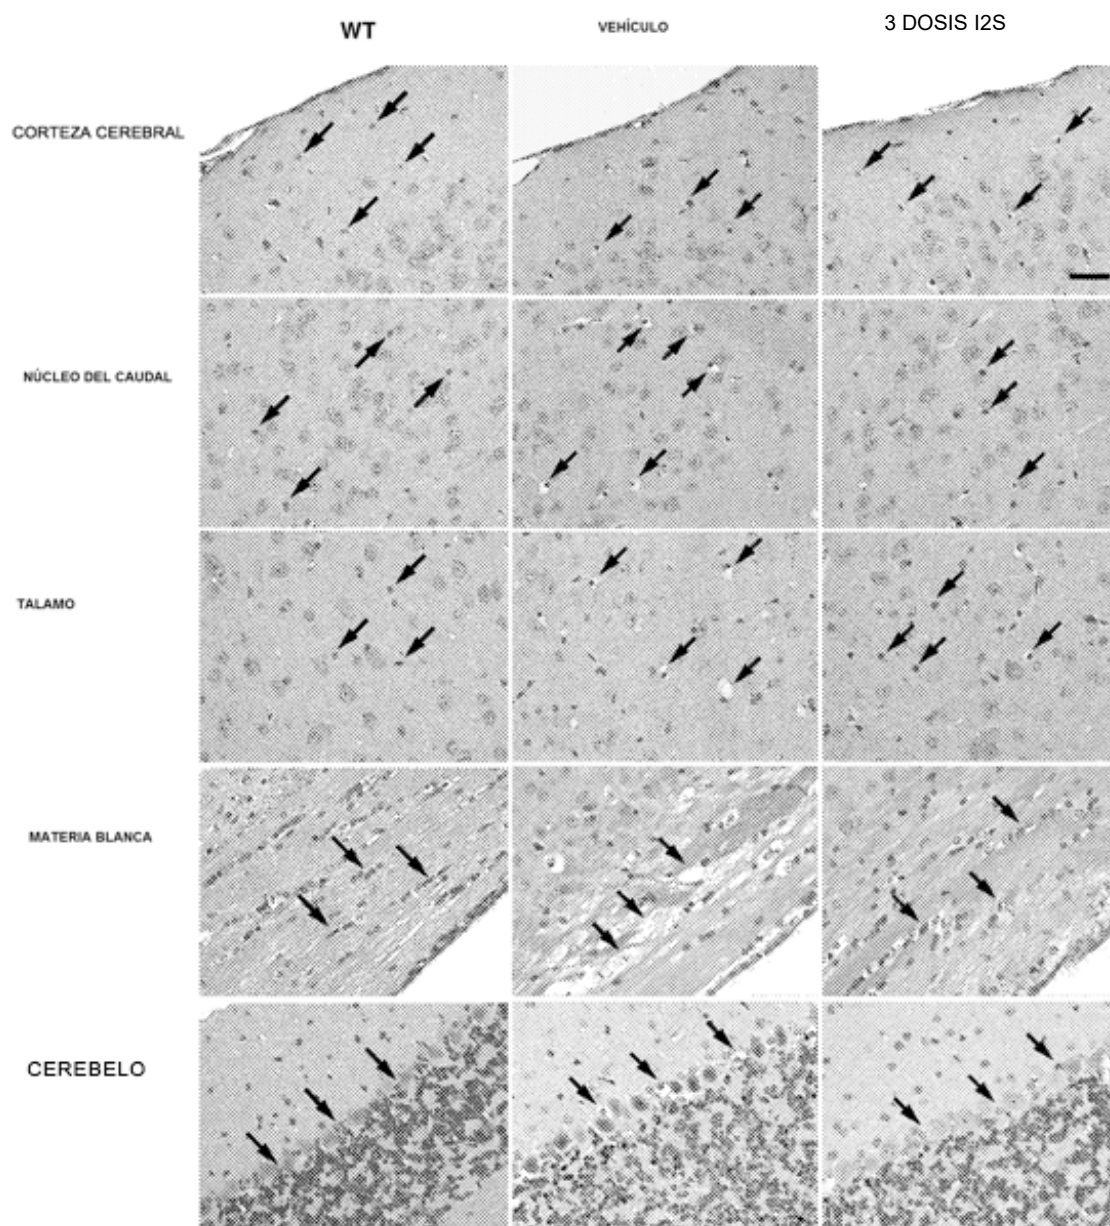 WT
VEHÍCULO
3 DOSIS I2S
CORTEZA CEREBRAL
NÚCLEO DEL CAUDAL
TALAMO
MATERIA BLANCA
CEREBELO